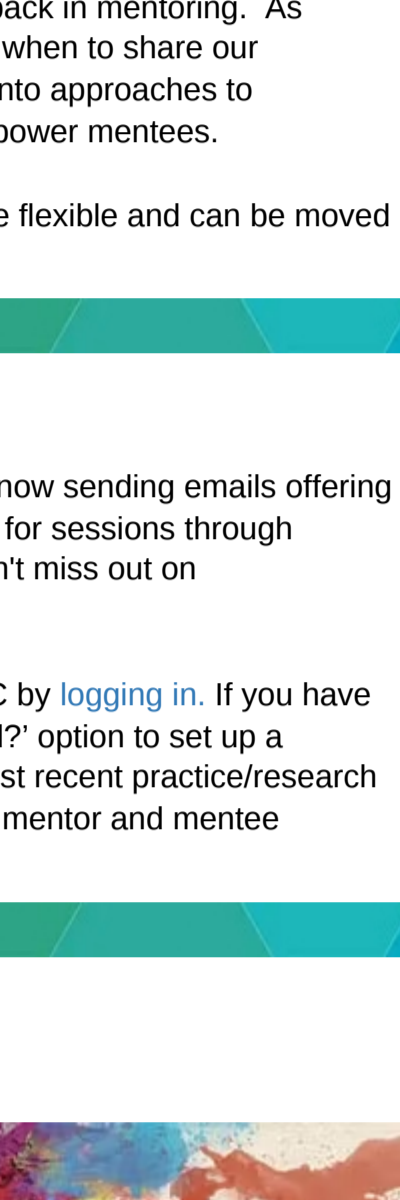 back in mentoring. As
when to share our
into approaches to
power mentees.
e flexible and can be moved
now sending emails offering
for sessions through
n't miss out on
C by logging in. If you have
d?’ option to set up a
st recent practice/research
mentor and mentee